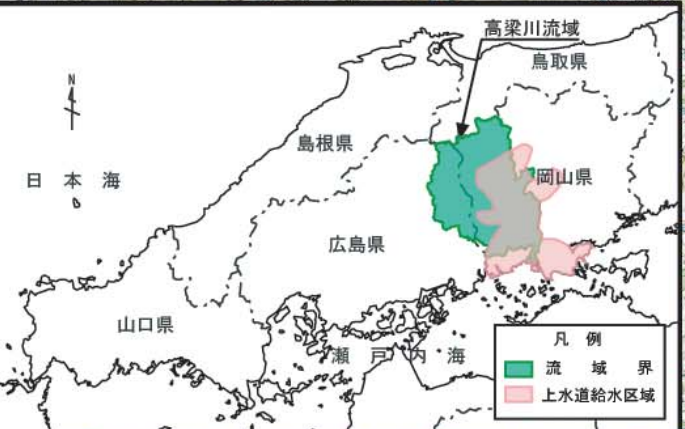 高梁川流域
鳥取県
N
島根県
日本海
岡山県
広島県
山口県
瀬戸内海
凡例
流域界
上水道給水区域